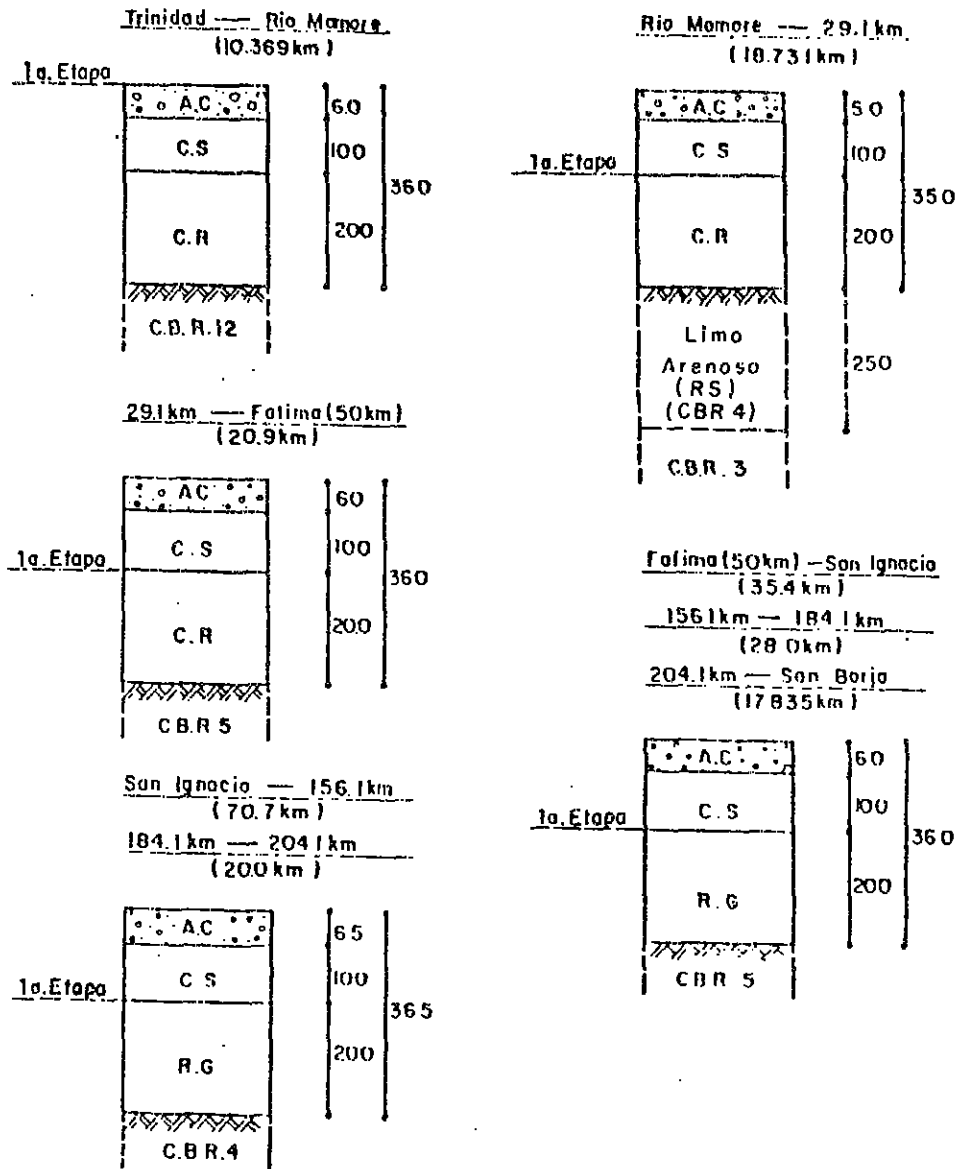 Trinidad — Rio Mamore
(10.369km)
1a. Etapa
A.C
C.S
C.R
C.B.R.12
60
100
200
360
Rio Mamore — 29.1km
(18.731km)
1a. Etapa
A.C
C S
C.R
Limo
Arenoso
(RS)
(CBR 4)
C.B.R. 3
50
100
200
350
250
29.1km — Fatima(50km)
(20.9km)
1a. Etapa
A.C
C.S
C.R
C B.R 5
60
100
200
360
Fatima(50km) – San Ignacio
(35.4km)
156.1km — 184.1km
(28.0km)
204.1km — San Borja
(17.835km)
1a. Etapa
A.C
C.S
R.G
CBR 5
60
100
200
360
San Ignacio — 156.1km
(70.7km)
184.1km — 204.1km
(20.0km)
1a. Etapa
A.C
C S
R.G
C.B R.4
65
100
200
365